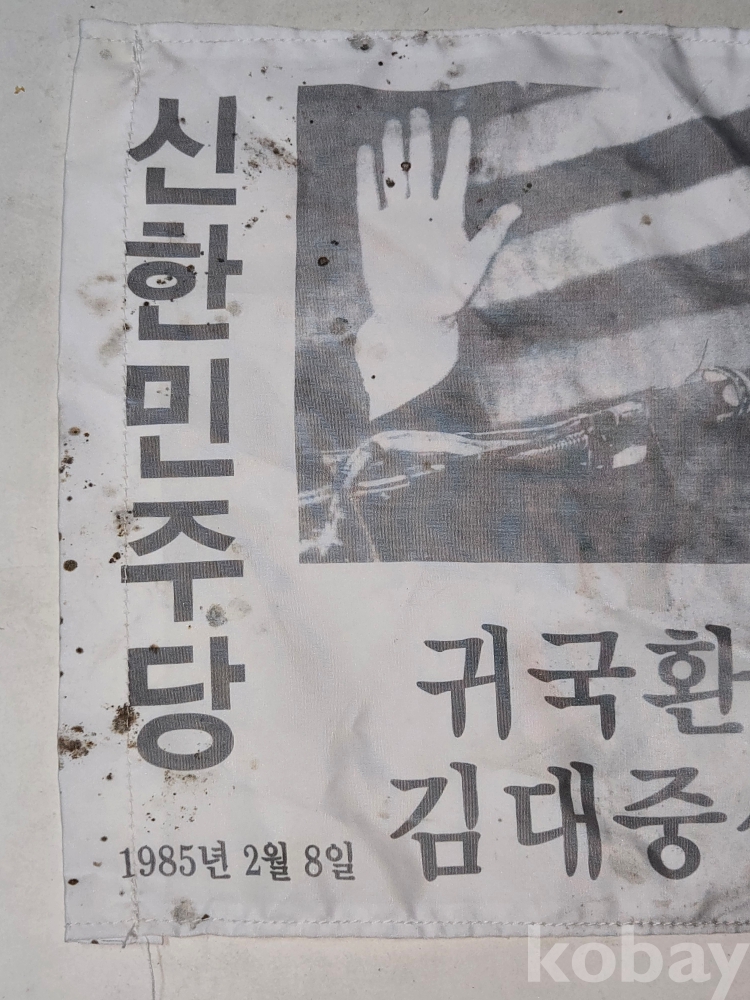 신한민주당
귀국환
김대중
1985년 2월 8일
kobay